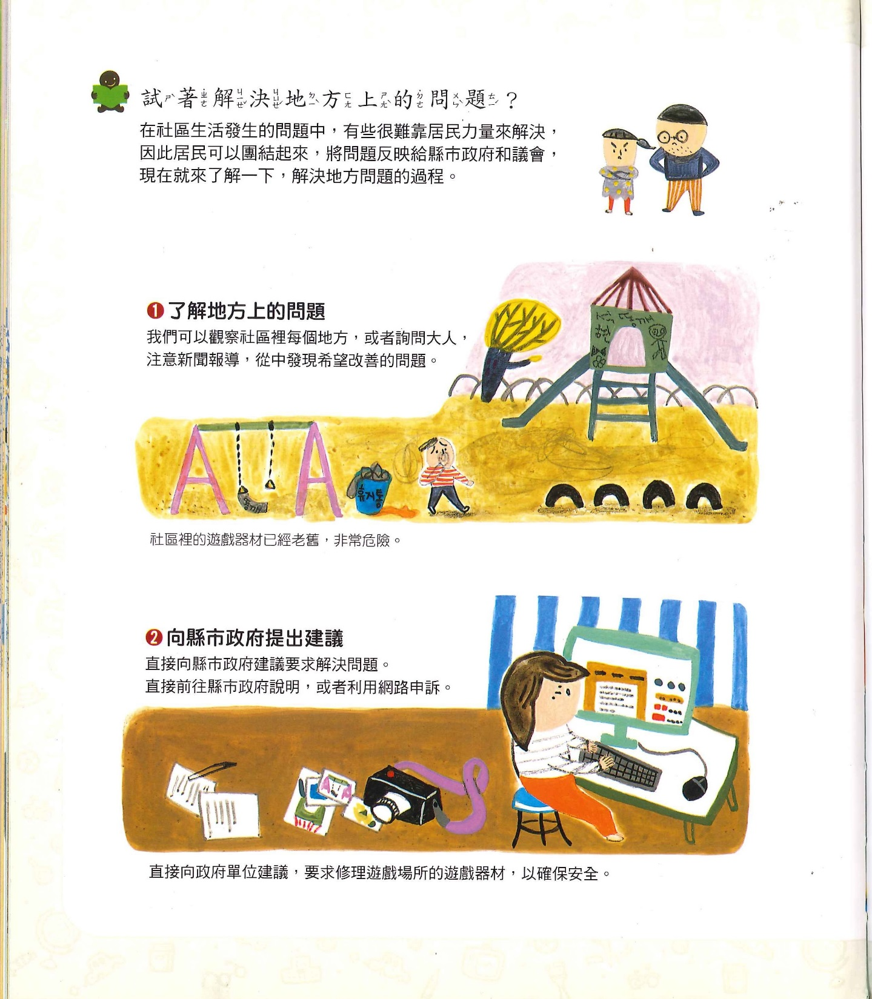 試著解決地方上的問題？
在社區生活發生的問題中，有些很難靠居民力量來解決，
因此居民可以團結起來，將問題反映給縣市政府和議會，
現在就來了解一下，解決地方問題的過程。
1 了解地方上的問題
我們可以觀察社區裡每個地方，或者詢問大人，
注意新聞報導，從中發現希望改善的問題。
휴지통
社區裡的遊戲器材已經老舊，非常危險。
2 向縣市政府提出建議
直接向縣市政府建議要求解決問題。
直接前往縣市政府說明，或者利用網路申訴。
直接向政府單位建議，要求修理遊戲場所的遊戲器材，以確保安全。